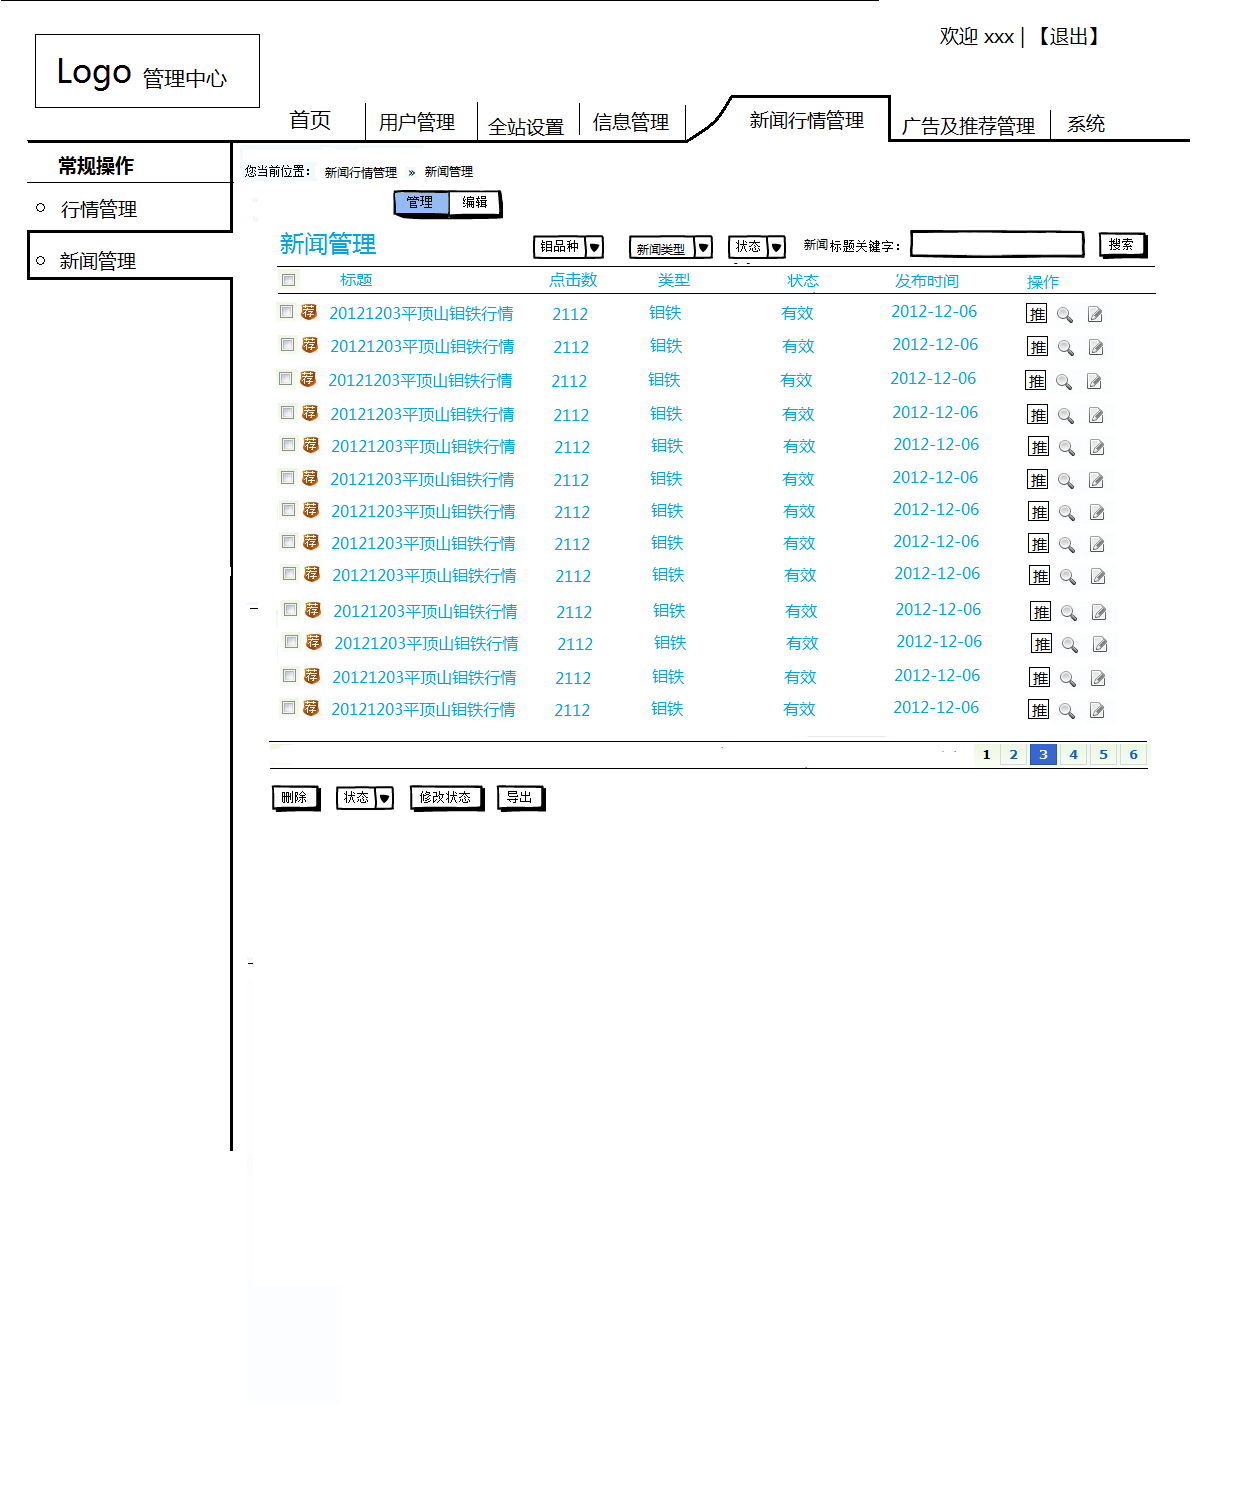 欢迎 xxx | 【退出】
Logo 管理中心
首页 用户管理 全站设置 信息管理 新闻行情管理 广告及推荐管理 系统
常规操作
行情管理
新闻管理
您当前位置： 新闻行情管理 » 新闻管理
管理 编辑
新闻管理 钼品种 新闻类型 状态 新闻标题关键字： 搜索
标题 点击数 类型 状态 发布时间 操作
荐 20121203平顶山钼铁行情 2112 钼铁 有效 2012-12-06 推
荐 20121203平顶山钼铁行情 2112 钼铁 有效 2012-12-06 推
荐 20121203平顶山钼铁行情 2112 钼铁 有效 2012-12-06 推
荐 20121203平顶山钼铁行情 2112 钼铁 有效 2012-12-06 推
荐 20121203平顶山钼铁行情 2112 钼铁 有效 2012-12-06 推
荐 20121203平顶山钼铁行情 2112 钼铁 有效 2012-12-06 推
荐 20121203平顶山钼铁行情 2112 钼铁 有效 2012-12-06 推
荐 20121203平顶山钼铁行情 2112 钼铁 有效 2012-12-06 推
荐 20121203平顶山钼铁行情 2112 钼铁 有效 2012-12-06 推
荐 20121203平顶山钼铁行情 2112 钼铁 有效 2012-12-06 推
荐 20121203平顶山钼铁行情 2112 钼铁 有效 2012-12-06 推
荐 20121203平顶山钼铁行情 2112 钼铁 有效 2012-12-06 推
荐 20121203平顶山钼铁行情 2112 钼铁 有效 2012-12-06 推
1 2 3 4 5 6
删除 状态 修改状态 导出